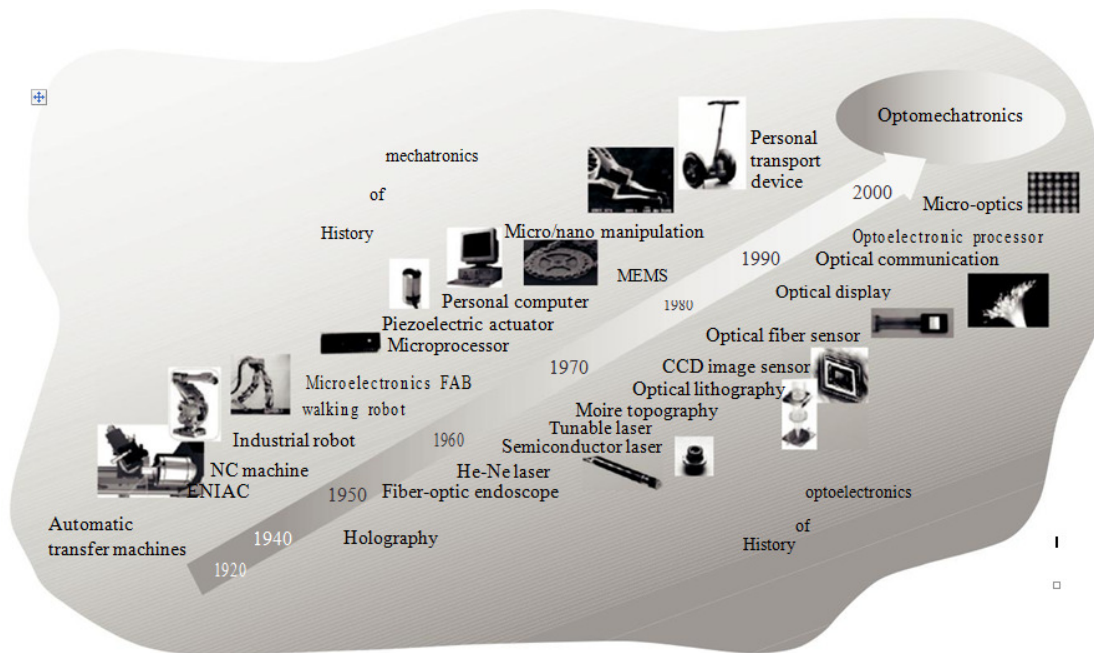 Optomechatronics
Personal
transport
device
mechatronics
of
History
2000
Micro-optics
Micro/nano manipulation
Optoelectronic processor
1990
Optical communication
MEMS
Personal computer
1980
Optical display
Piezoelectric actuator
Microprocessor
Optical fiber sensor
1970
CCD image sensor
Microelectronics FAB
Optical lithography
walking robot
Moire topography
Tunable laser
Industrial robot
1960
Semiconductor laser
NC machine
He-Ne laser
ENIAC
1950
Fiber-optic endoscope
optoelectronics
of
History
Automatic
transfer machines
1940
Holography
1920